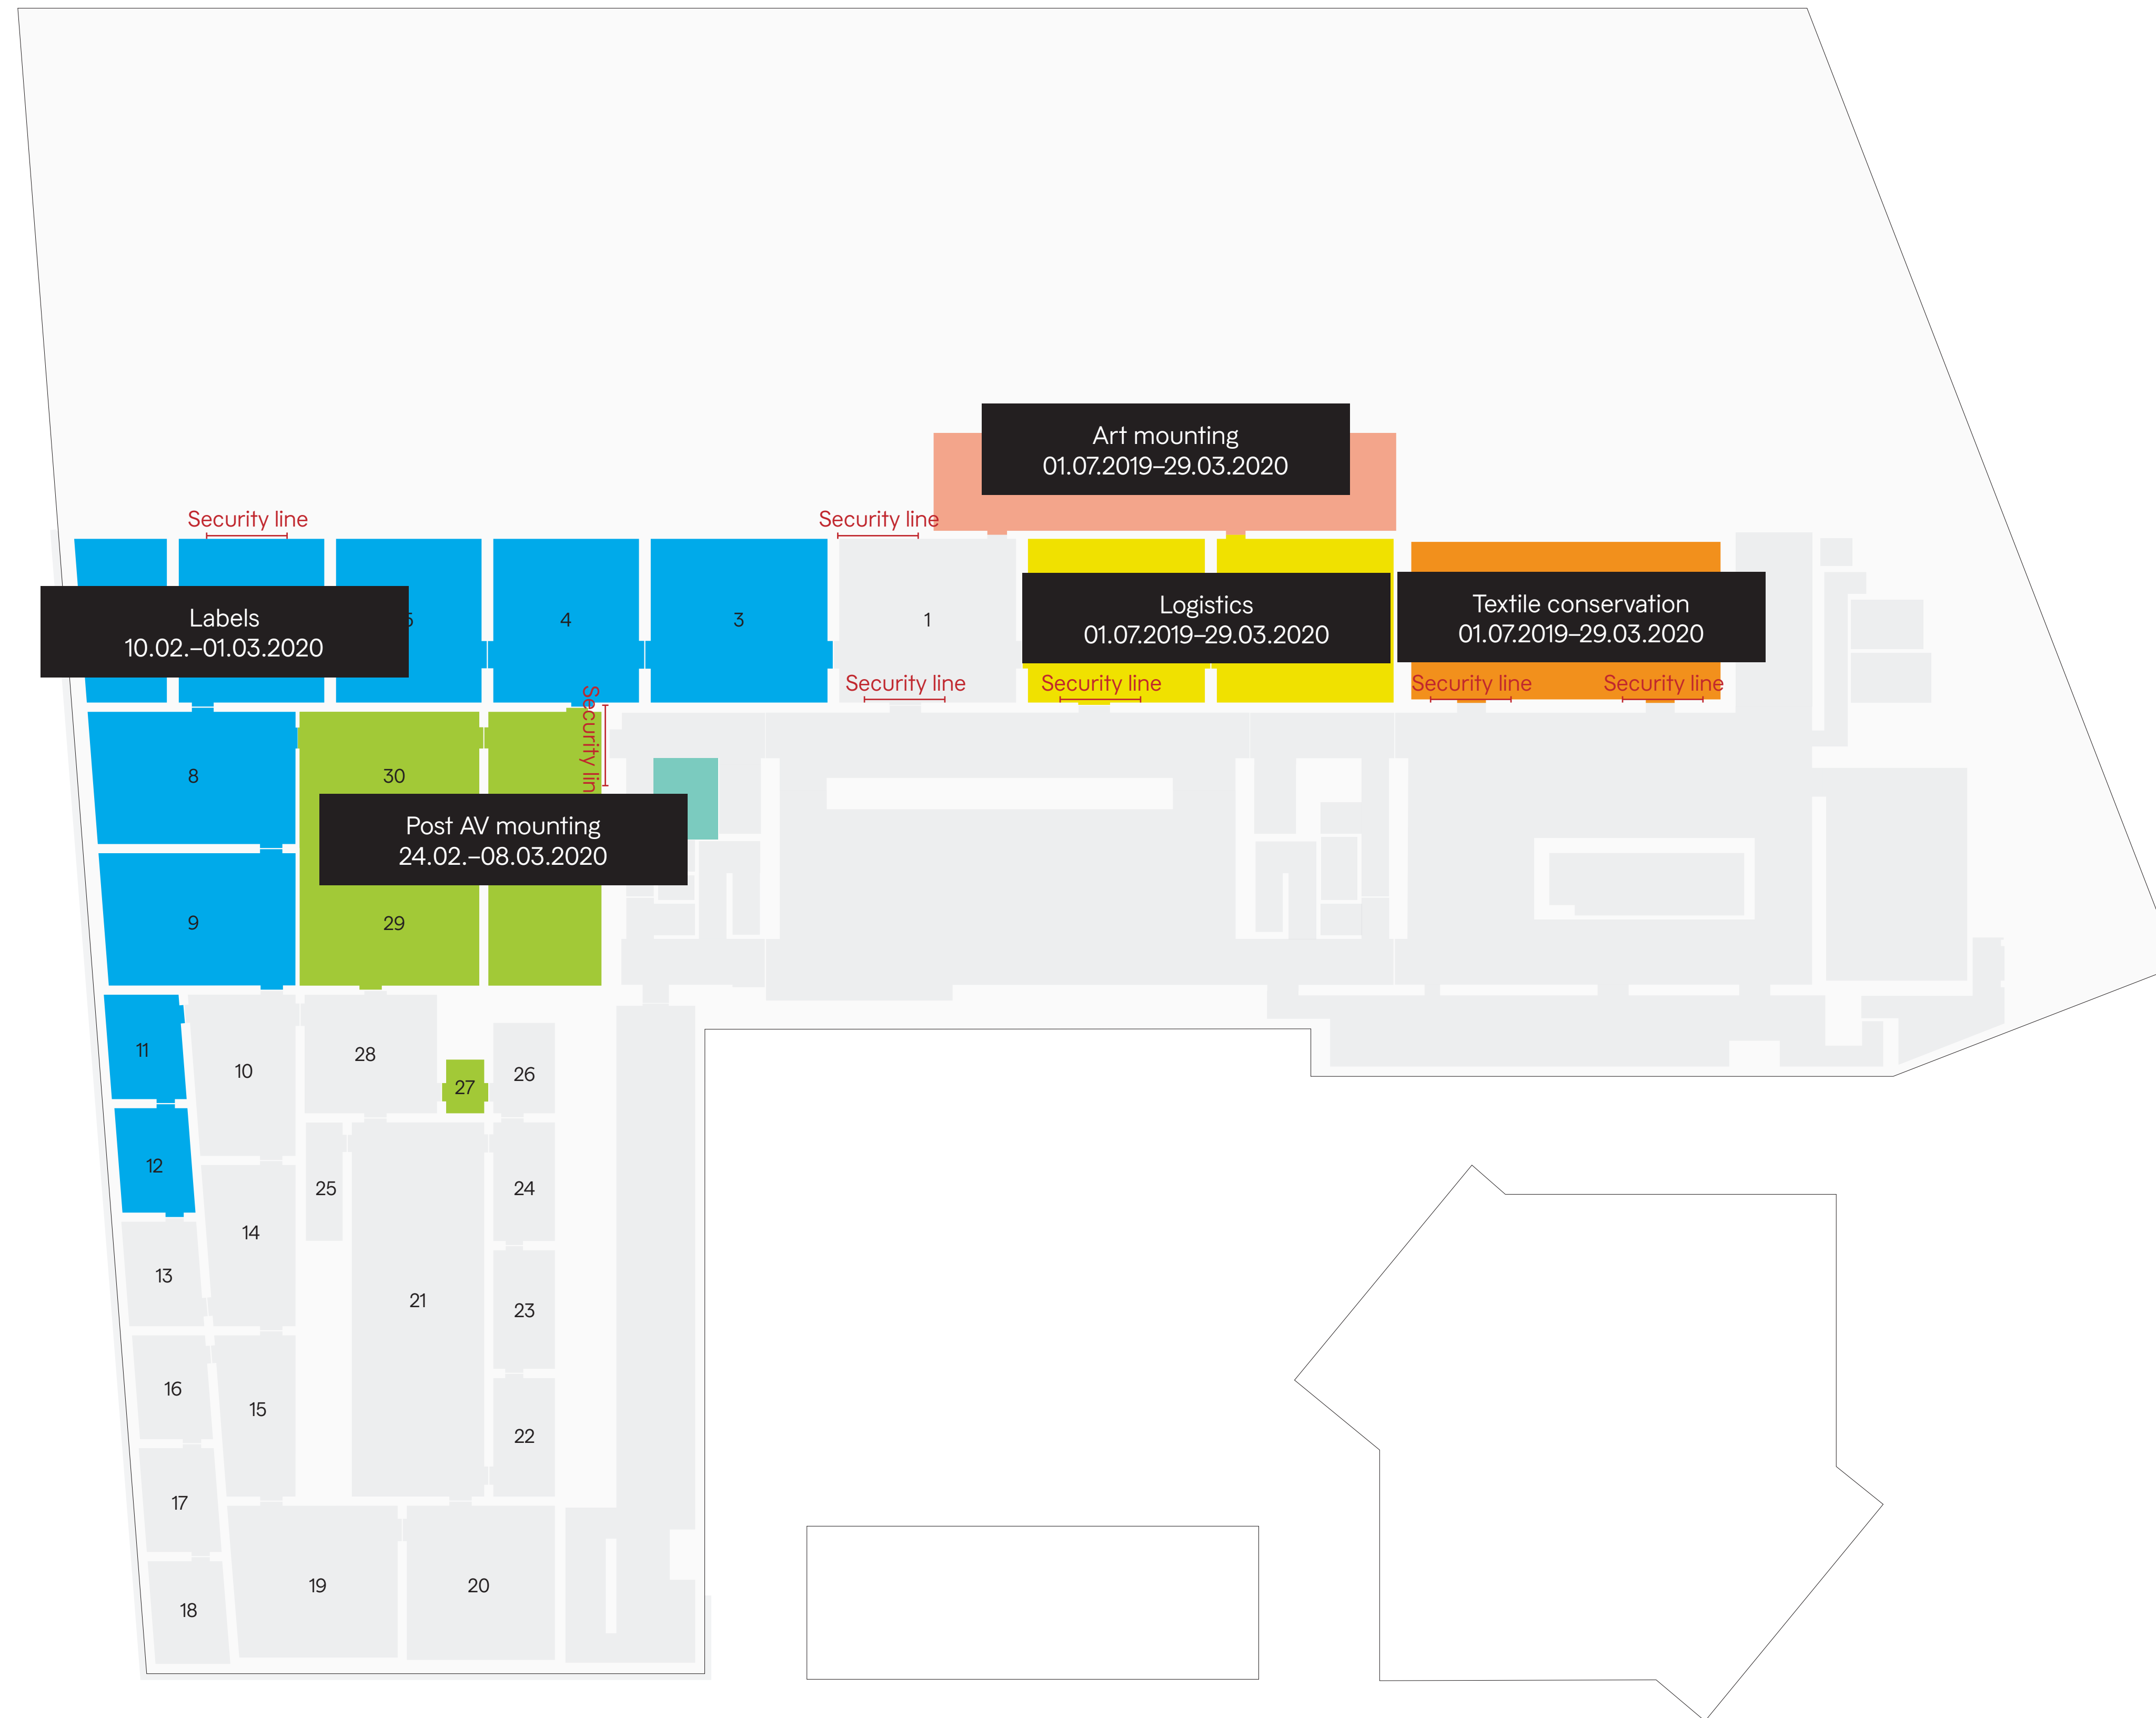 Art mounting
01.07.2019–29.03.2020
Security line
Security line
Labels
10.02.–01.03.2020
5
4
3
1
Logistics
01.07.2019–29.03.2020
Textile conservation
01.07.2019–29.03.2020
Security line
Security line
Security line
Security line
Security lin
8
30
Post AV mounting
24.02.–08.03.2020
9
29
11
10
28
27
26
12
25
24
14
13
21
23
16
15
22
17
19
20
18